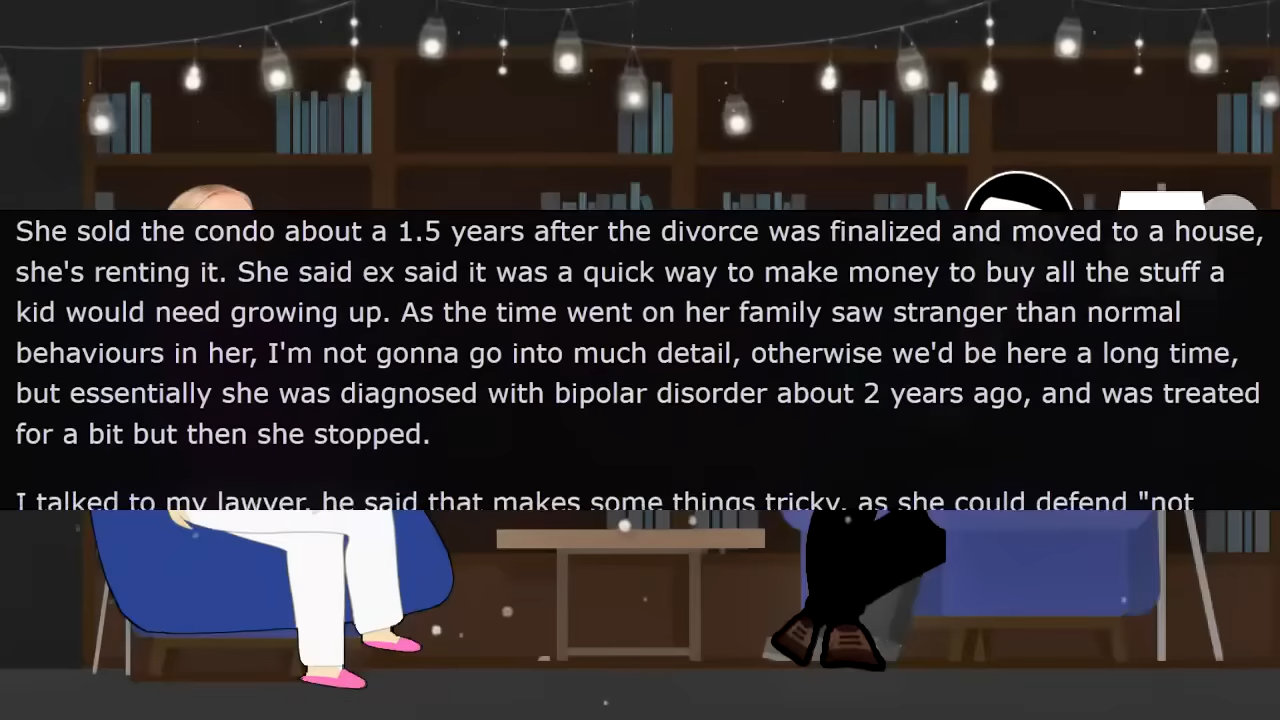 She sold the condo about a 1.5 years after the divorce was finalized and moved to a house,
she's renting it. She said ex said it was a quick way to make money to buy all the stuff a
kid would need growing up. As the time went on her family saw stranger than normal
behaviours in her, I'm not gonna go into much detail, otherwise we'd be here a long time,
but essentially she was diagnosed with bipolar disorder about 2 years ago, and was treated
for a bit but then she stopped.
I talked to my lawyer, he said that makes some things tricky, as she could defend "not